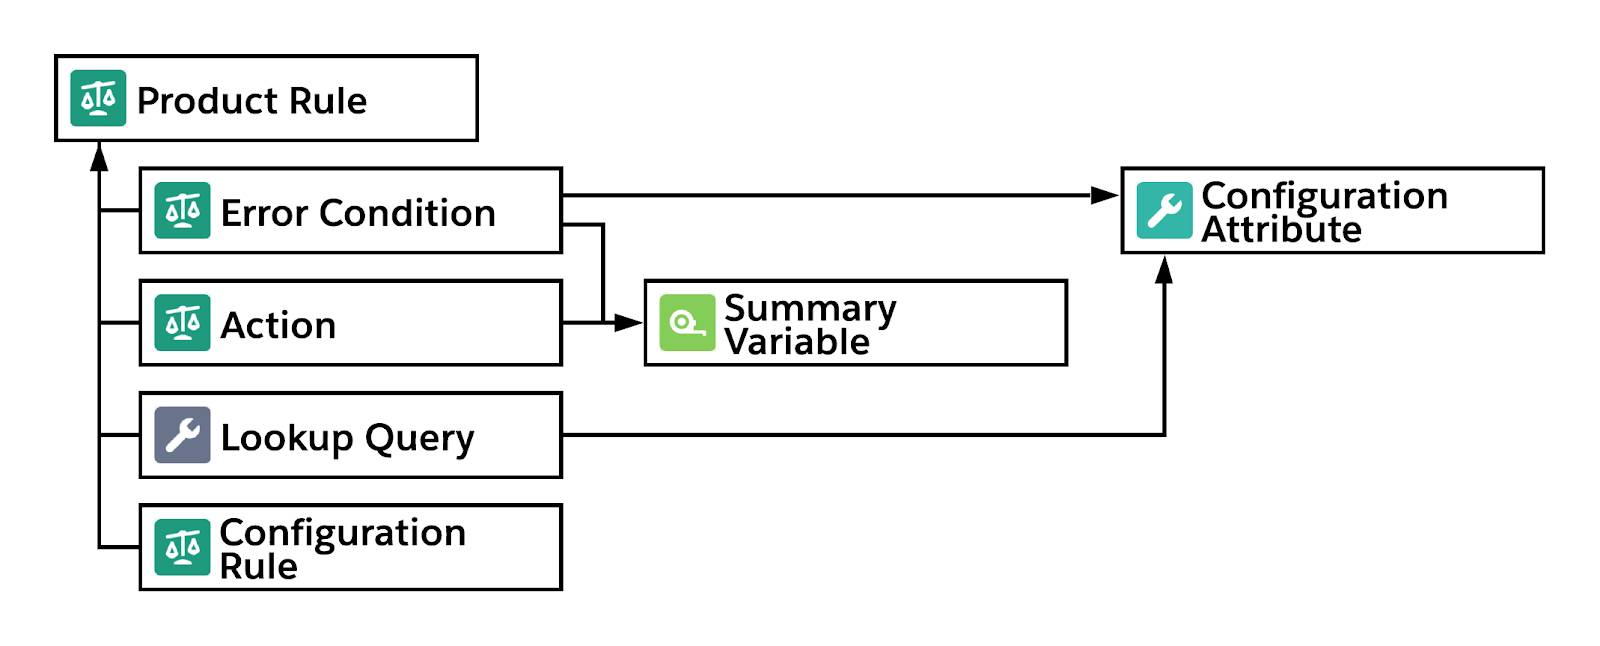 Product Rule
Error Condition
Configuration
Attribute
Action
Summary
Variable
Lookup Query
Configuration
Rule